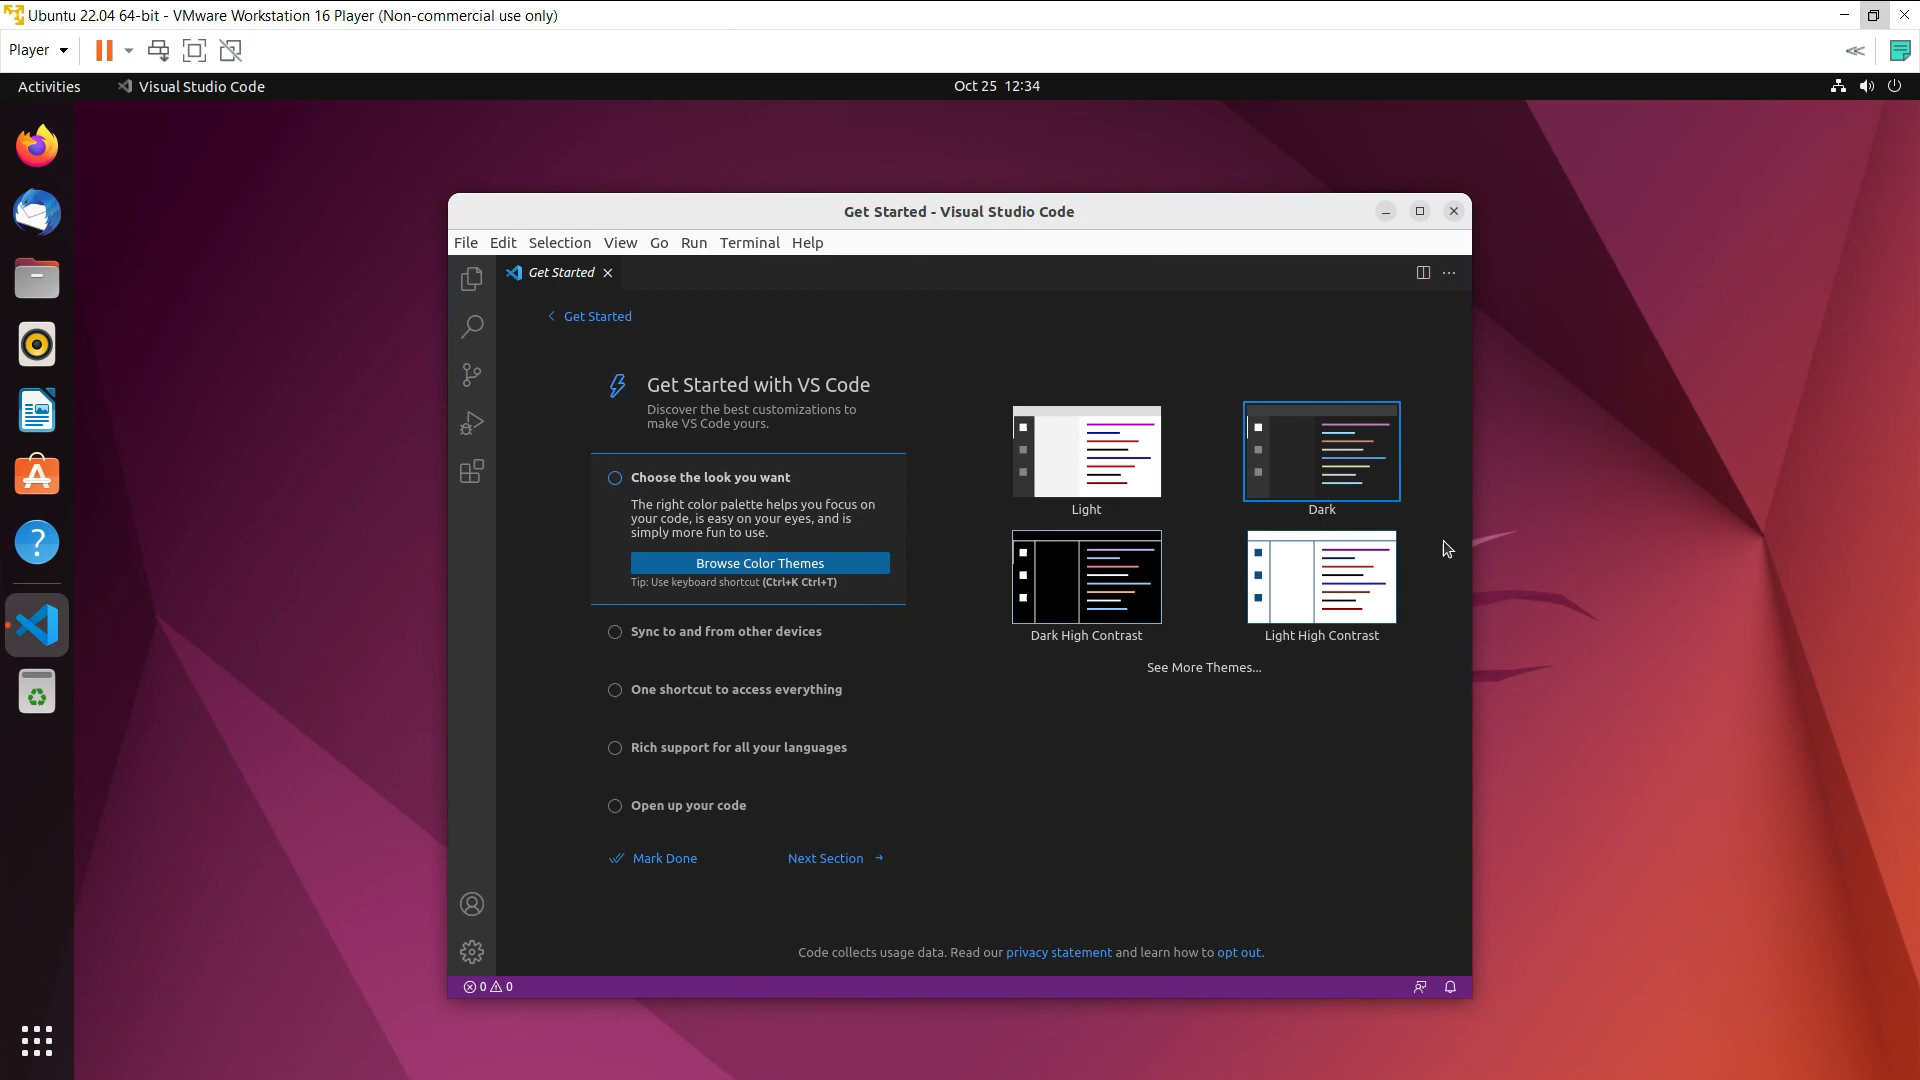 Ubuntu 22.04 64-bit - VMware Workstation 16 Player (Non-commercial use only)
Player
Activities
Visual Studio Code
Oct 25 12:34
Get Started - Visual Studio Code
File Edit Selection View Go Run Terminal Help
Get Started
Get Started
Get Started with VS Code
Discover the best customizations to
make VS Code yours.
Choose the look you want
The right color palette helps you focus on
your code, is easy on your eyes, and is
simply more fun to use.
Browse Color Themes
Tip: Use keyboard shortcut (Ctrl+K Ctrl+T)
Sync to and from other devices
One shortcut to access everything
Rich support for all your languages
Open up your code
Mark Done
Next Section
Light
Dark
Dark High Contrast
Light High Contrast
See More Themes...
Code collects usage data. Read our privacy statement and learn how to opt out.
0 0